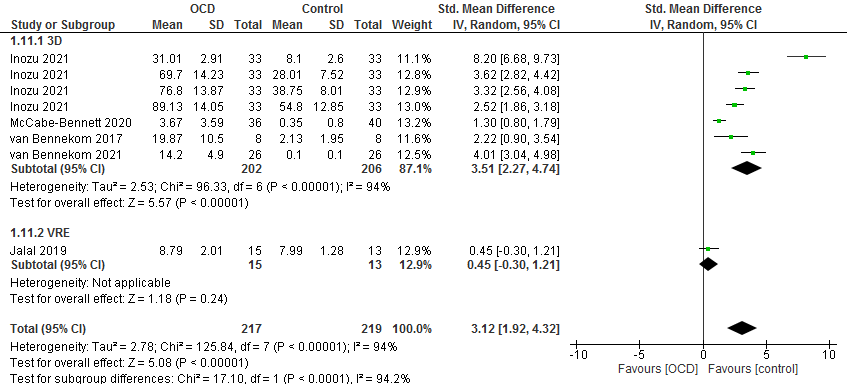 OCD Control Std. Mean Difference Std. Mean Difference
Study or Subgroup Mean SD Total Mean SD Total Weight IV, Random, 95% CI IV, Random, 95% CI
1.11.1 3D
Inozu 2021 31.01 2.91 33 8.1 2.6 33 11.1% 8.20 [6.68, 9.73]
Inozu 2021 69.7 14.23 33 28.01 7.52 33 12.8% 3.62 [2.82, 4.42]
Inozu 2021 76.8 13.87 33 38.75 8.01 33 12.8% 3.32 [2.56, 4.08]
Inozu 2021 89.13 14.05 33 54.8 12.85 33 12.9% 2.52 [1.86, 3.18]
McCabe-Bennett 2020 3.67 3.59 36 0.35 0.8 40 13.1% 1.30 [0.80, 1.79]
van Bennekom 2017 19.87 10.5 8 2.13 1.95 8 11.7% 2.22 [0.90, 3.54]
van Bennekom 2021 14.2 4.9 26 0.1 0.1 26 12.5% 4.01 [3.04, 4.98]
Subtotal (95% CI) 202 206 87.1% 3.51 [2.27, 4.74]
Heterogeneity: Tau² = 2.53; Chi² = 96.33, df = 6 (P < 0.00001); I² = 94%
Test for overall effect: Z = 5.57 (P < 0.00001)
1.11.2 VRE
Jalal 2019 8.79 2.01 15 7.99 1.28 13 12.9% 0.45 [-0.30, 1.21]
Subtotal (95% CI) 15 13 12.9% 0.45 [-0.30, 1.21]
Heterogeneity: Not applicable
Test for overall effect: Z = 1.18 (P = 0.24)
Total (95% CI) 217 219 100.0% 3.12 [1.92, 4.32]
Heterogeneity: Tau² = 2.78; Chi² = 125.84, df = 7 (P < 0.00001); I² = 94%
Test for overall effect: Z = 5.08 (P < 0.00001)
Test for subgroup differences: Chi² = 17.10, df = 1 (P < 0.0001), I² = 94.2%
-10 -5 0 5 10
Favours [OCD] Favours [control]